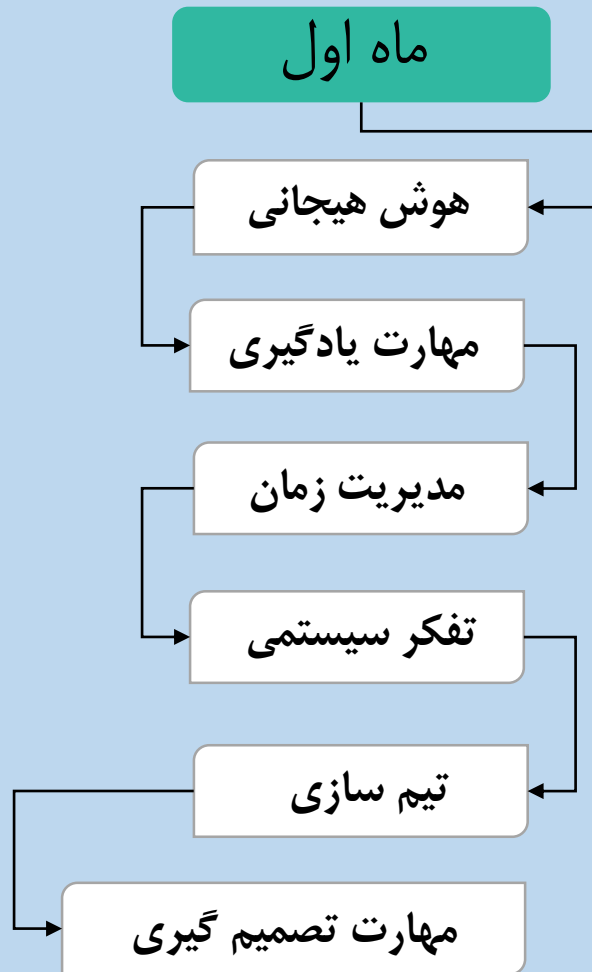 ماه اول
هوش هیجانی
مهارت یادگیری
مدیریت زمان
تفکر سیستمی
تیم سازی
مهارت تصمیم گیری